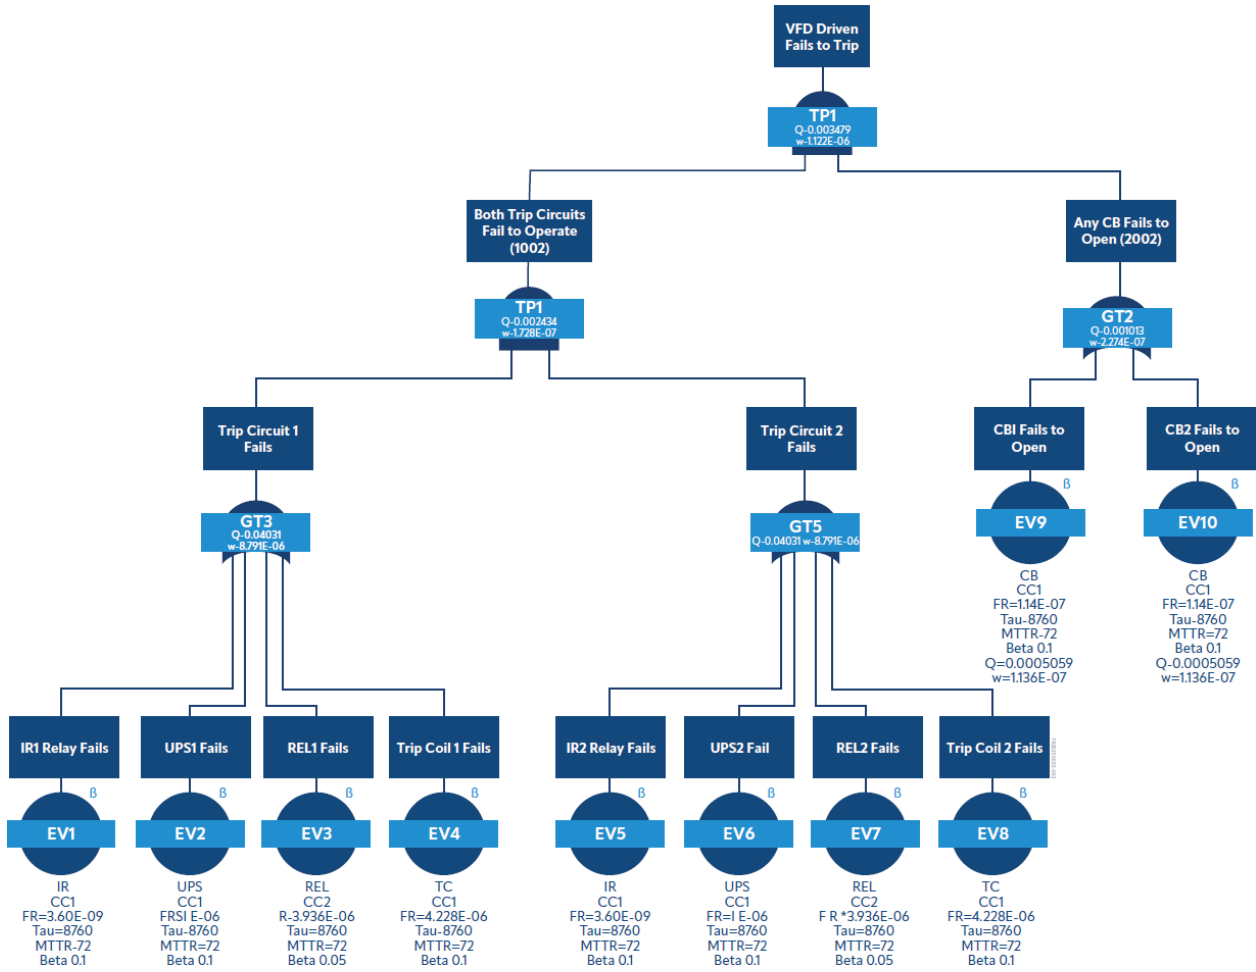 VFD Driven
Fails to Trip
TP1
Q-0.003479
w-1.122E-06
Both Trip Circuits
Fail to Operate
(1002)
Any CB Fails to
Open (2002)
TP1
Q-0.002434
w-1.728E-07
GT2
Q-0.001013
w-2.274E-07
Trip Circuit 1
Fails
Trip Circuit 2
Fails
CBI Fails to
Open
CB2 Fails to
Open
GT3
Q-0.04031
w-8.791E-06
GT5
Q-0.04031 w-8.791E-06
ß
EV9
ß
EV10
CB
CC1
FR=1.14E-07
Tau-8760
MTTR-72
Beta 0.1
Q=0.0005059
w=1.136E-07
CB
CC1
FR=1.14E-07
Tau-8760
MTTR=72
Beta 0.1
Q-0.0005059
w=1.136E-07
IR1 Relay Fails
UPS1 Fails
REL1 Fails
Trip Coil 1 Fails
IR2 Relay Fails
UPS2 Fail
REL2 Fails
Trip Coil 2 Fails
ß
EV1
ß
EV2
ß
EV3
ß
EV4
ß
EV5
ß
EV6
ß
EV7
ß
EV8
IR
CC1
FR=3.60E-09
Tau=8760
MTTR-72
Beta 0.1
UPS
CC1
FRSI E-06
Tau-8760
MTTR=72
Beta 0.1
REL
CC2
R-3.936E-06
Tau=8760
MTTR=72
Beta 0.05
TC
CC1
FR=4.228E-06
Tau-8760
MTTR=72
Beta 0.1
IR
CC1
FR=3.60E-09
Tau=8760
MTTR=72
Beta 0.1
UPS
CC1
FR=I E-06
Tau=8760
MTTR=72
Beta 0.1
REL
CC2
F R *3.936E-06
Tau=8760
MTTR=72
Beta 0.05
TC
CC1
FR=4.228E-06
Tau=8760
MTTR=72
Beta 0.1